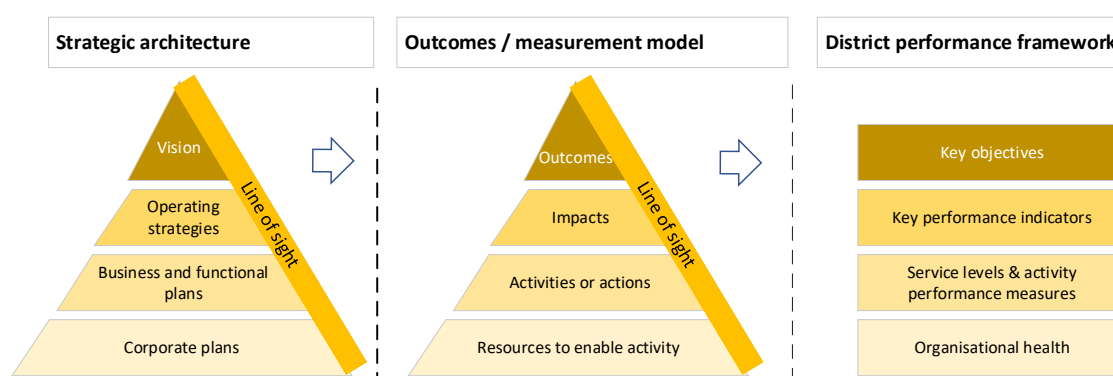 Strategic architecture
Outcomes / measurement model
District performance framework
Vision
Operating
strategies
Business and functional
plans
Corporate plans
Line of sight
Outcomes
Impacts
Activities or actions
Resources to enable activity
Line of sight
Key objectives
Key performance indicators
Service levels & activity
performance measures
Organisational health